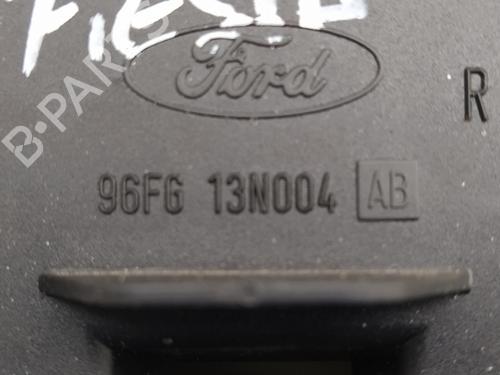 FIESTA
Ford
R
96FG 13N004 AB
B-PARTS